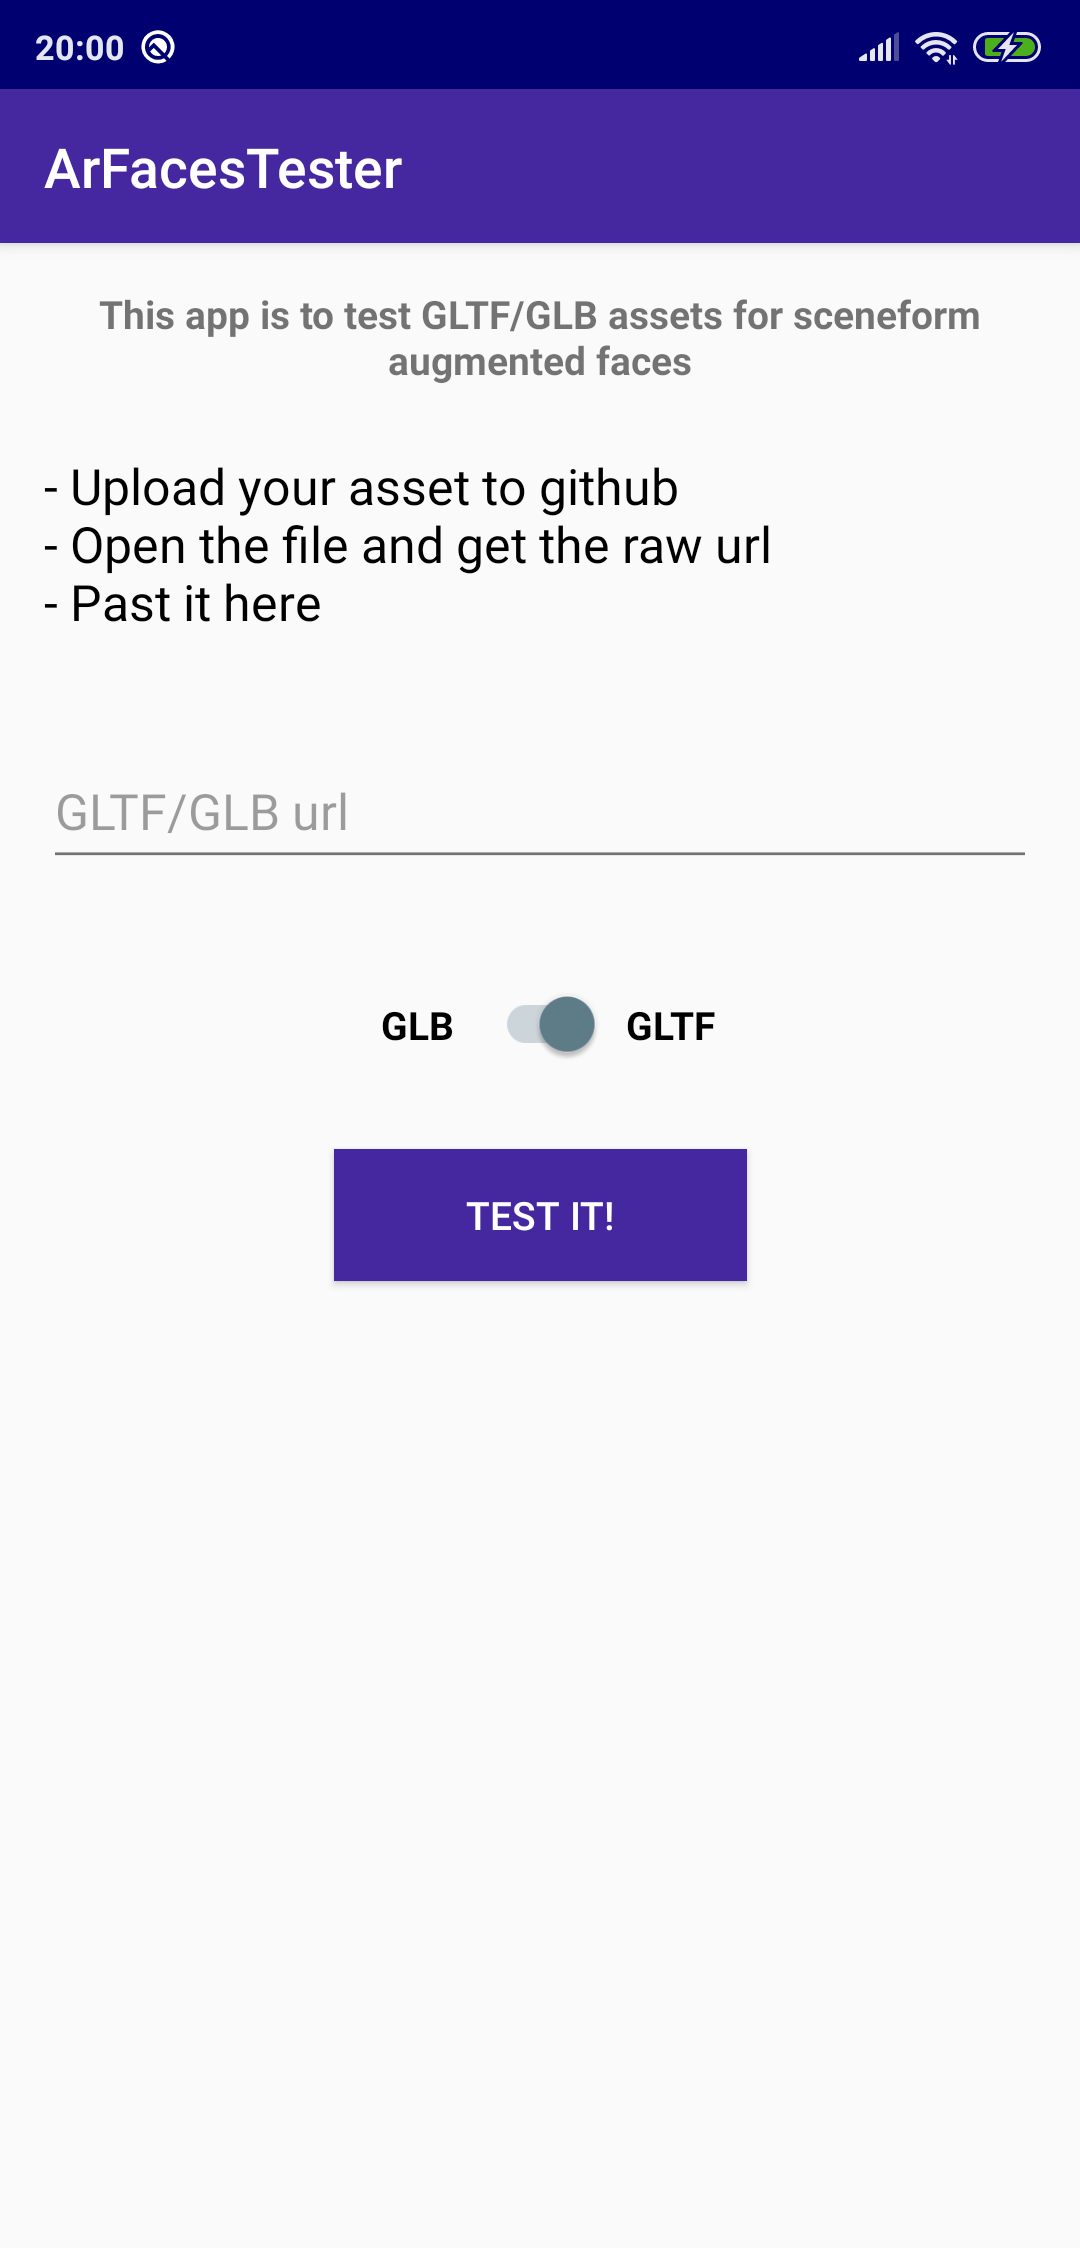 20:00
ArFacesTester
This app is to test GLTF/GLB assets for sceneform
augmented faces
- Upload your asset to github
- Open the file and get the raw url
- Past it here
GLTF/GLB url
GLB GLTF
TEST IT!